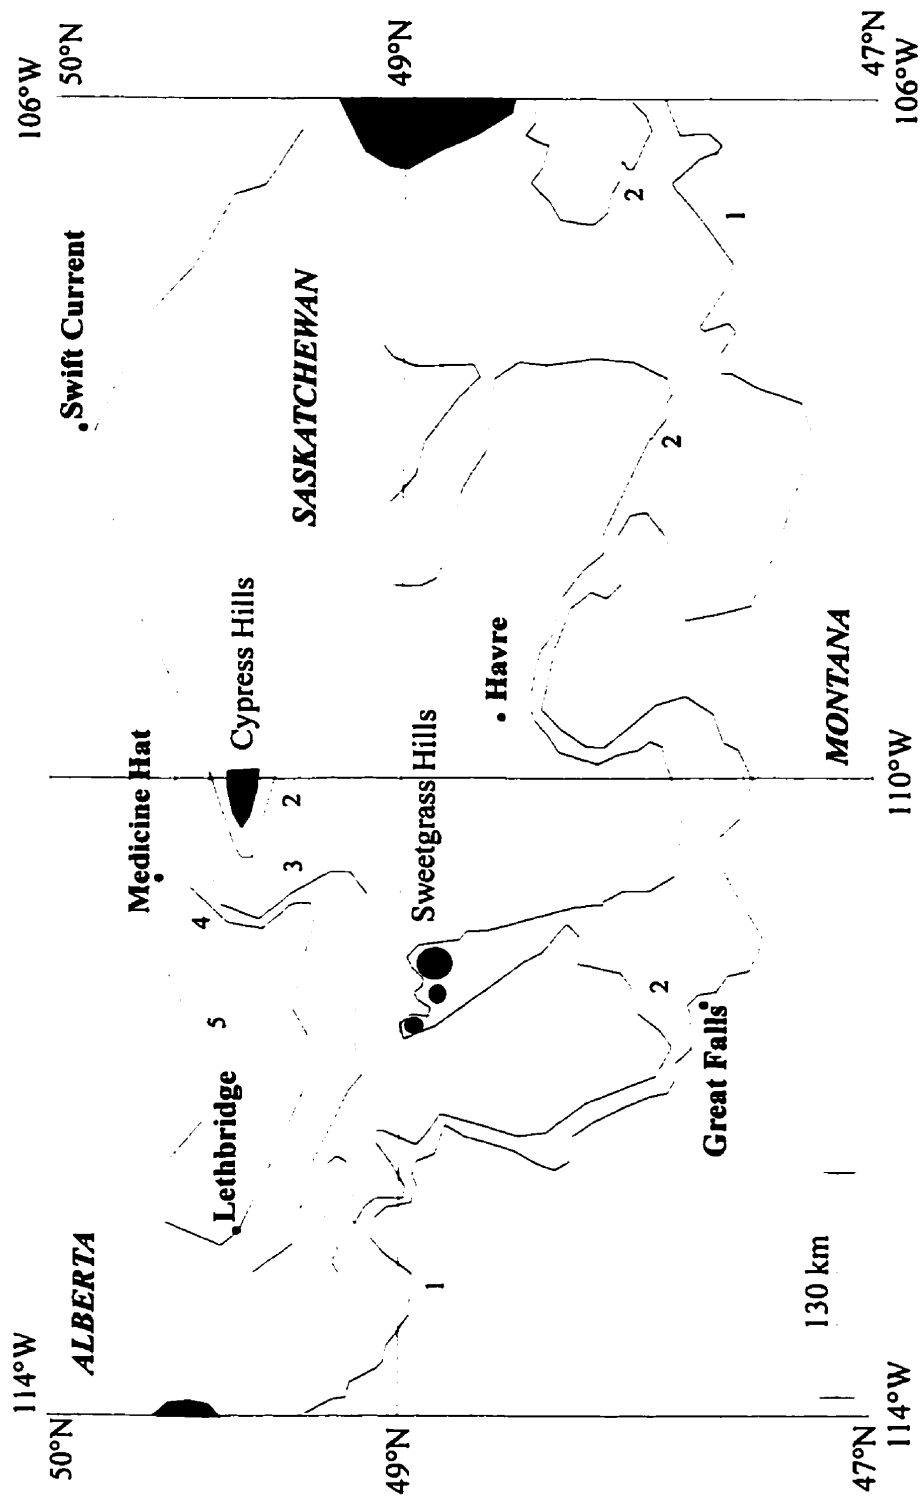 114°W
106°W
50°N
50°N
ALBERTA
Swift Current
Medicine Hat
Lethbridge
4
5
Cypress Hills
2
3
SASKATCHEWAN
49°N
49°N
Sweetgrass Hills
1
Havre
2
2
2
Great Falls
1
130 km
MONTANA
47°N
47°N
114°W
110°W
106°W